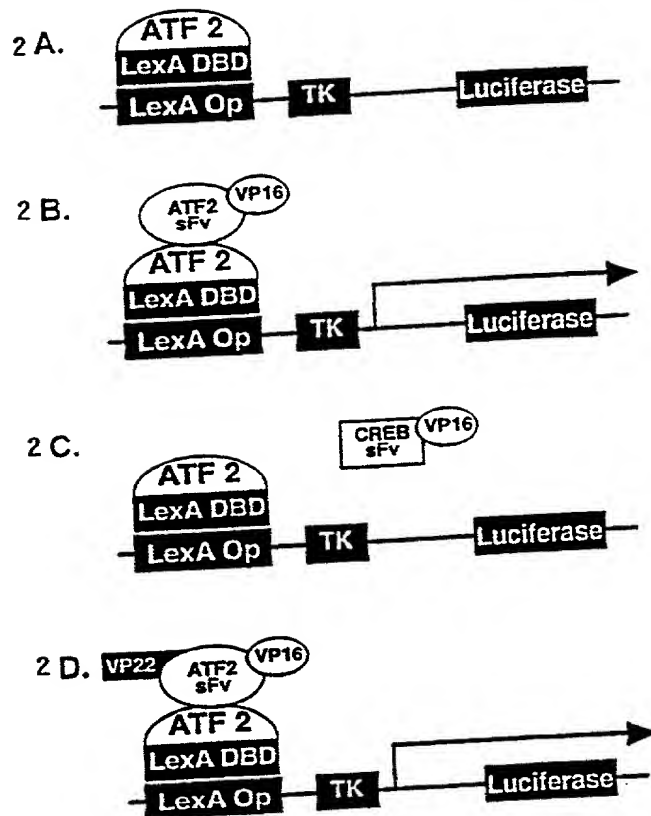 2 A.
ATF 2
LexA DBD
LexA Op TK Luciferase
2 B.
ATF2 sFv VP16
ATF 2
LexA DBD
LexA Op TK Luciferase
2 C.
CREB sFv VP16
ATF 2
LexA DBD
LexA Op TK Luciferase
2 D.
VP22 ATF2 sFv VP16
ATF 2
LexA DBD
LexA Op TK Luciferase